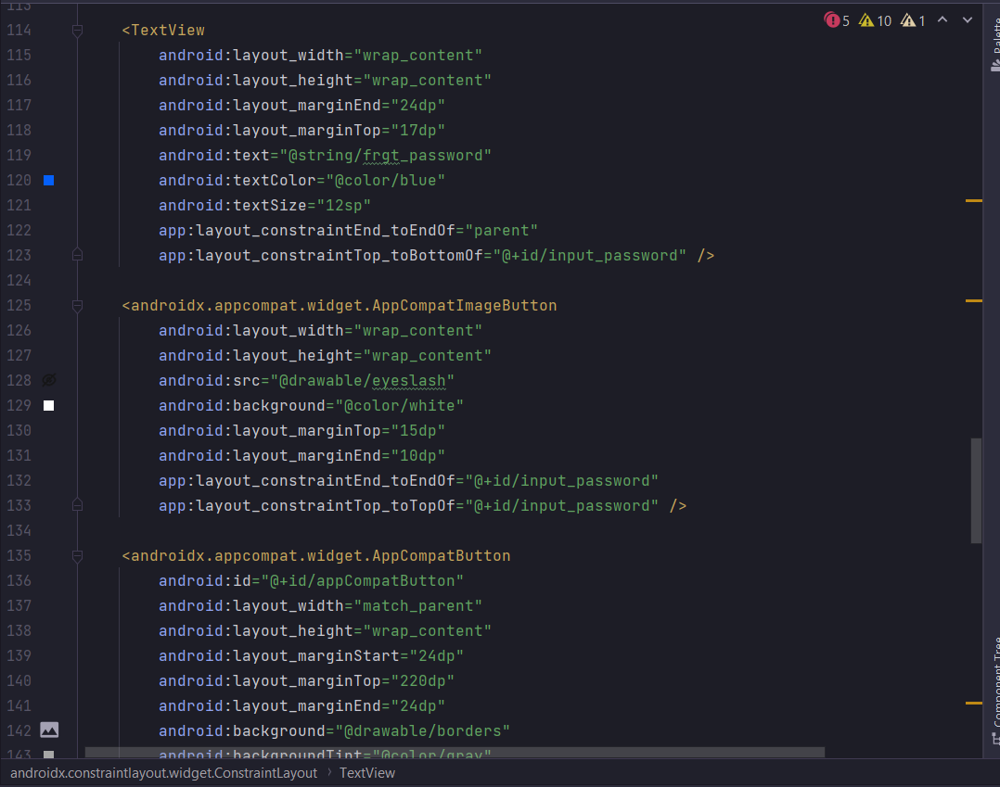 113
114 <TextView
5 10 1
115 android:layout_width="wrap_content"
116 android:layout_height="wrap_content"
117 android:layout_marginEnd="24dp"
118 android:layout_marginTop="17dp"
119 android:text="@string/frgt_password"
120 android:textColor="@color/blue"
121 android:textSize="12sp"
122 app:layout_constraintEnd_toEndOf="parent"
123 app:layout_constraintTop_toBottomOf="@+id/input_password" />
124
125 <androidx.appcompat.widget.AppCompatImageButton
126 android:layout_width="wrap_content"
127 android:layout_height="wrap_content"
128 android:src="@drawable/eyeslash"
129 android:background="@color/white"
130 android:layout_marginTop="15dp"
131 android:layout_marginEnd="10dp"
132 app:layout_constraintEnd_toEndOf="@+id/input_password"
133 app:layout_constraintTop_toTopOf="@+id/input_password" />
134
135 <androidx.appcompat.widget.AppCompatButton
136 android:id="@+id/appCompatButton"
137 android:layout_width="match_parent"
138 android:layout_height="wrap_content"
139 android:layout_marginStart="24dp"
140 android:layout_marginTop="220dp"
141 android:layout_marginEnd="24dp"
142 android:background="@drawable/borders"
143 android:backgroundTint="@color/gray"
androidx.constraintlayout.widget.ConstraintLayout › TextView
Palette
Component Tree